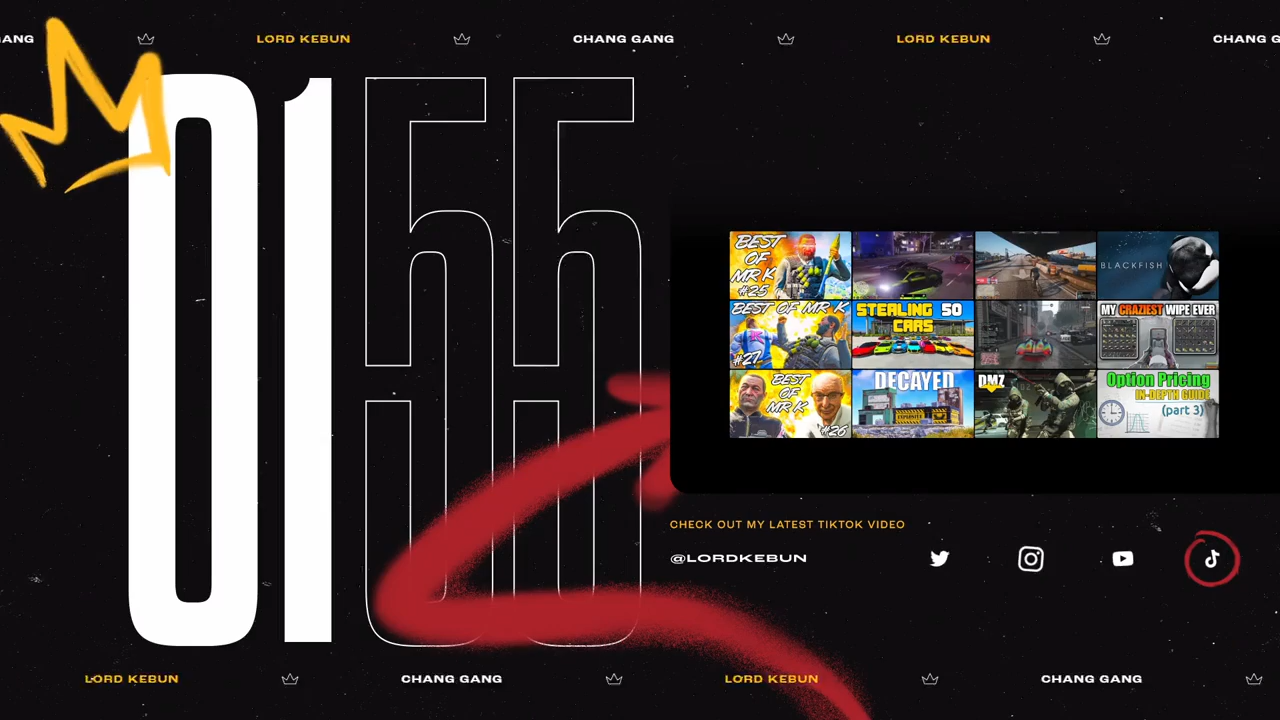 ANG LORD KEBUN CHANG GANG LORD KEBUN CHANG G
0155
BEST
OF
MR K
#25
BLACKFISH
BEST OF MR K
#27
STEALING 50
CARS
MY CRAZIEST WIPE EVER
BEST
OF
MR K
#26
DECAYED
EXPLOSIVE
DMZ
Option Pricing
IN-DEPTH GUIDE
(part 3)
CHECK OUT MY LATEST TIKTOK VIDEO
@LORDKEBUN
LORD KEBUN CHANG GANG LORD KEBUN CHANG GANG